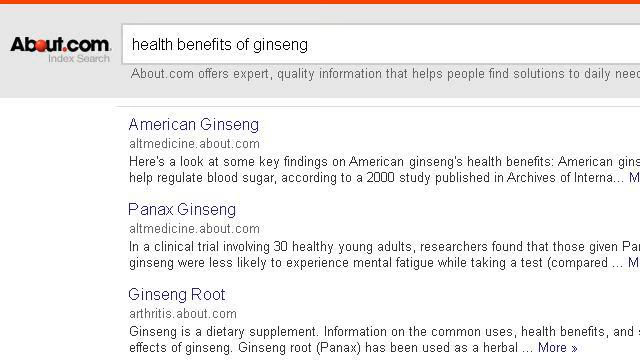 About.com
Index Search
health benefits of ginseng
About.com offers expert, quality information that helps people find solutions to daily
American Ginseng
altmedicine.about.com
Here's a look at some key findings on American ginseng's health benefits: American
help regulate blood sugar, according to a 2000 study published in Archives of Interna...
Panax Ginseng
altmedicine.about.com
In a clinical trial involving 30 healthy young adults, researchers found that those given
ginseng were less likely to experience mental fatigue while taking a test (compared ...
Ginseng Root
arthritis.about.com
Ginseng is a dietary supplement. Information on the common uses, health benefits, and
effects of ginseng. Ginseng root (Panax) has been used as a herbal ... More »